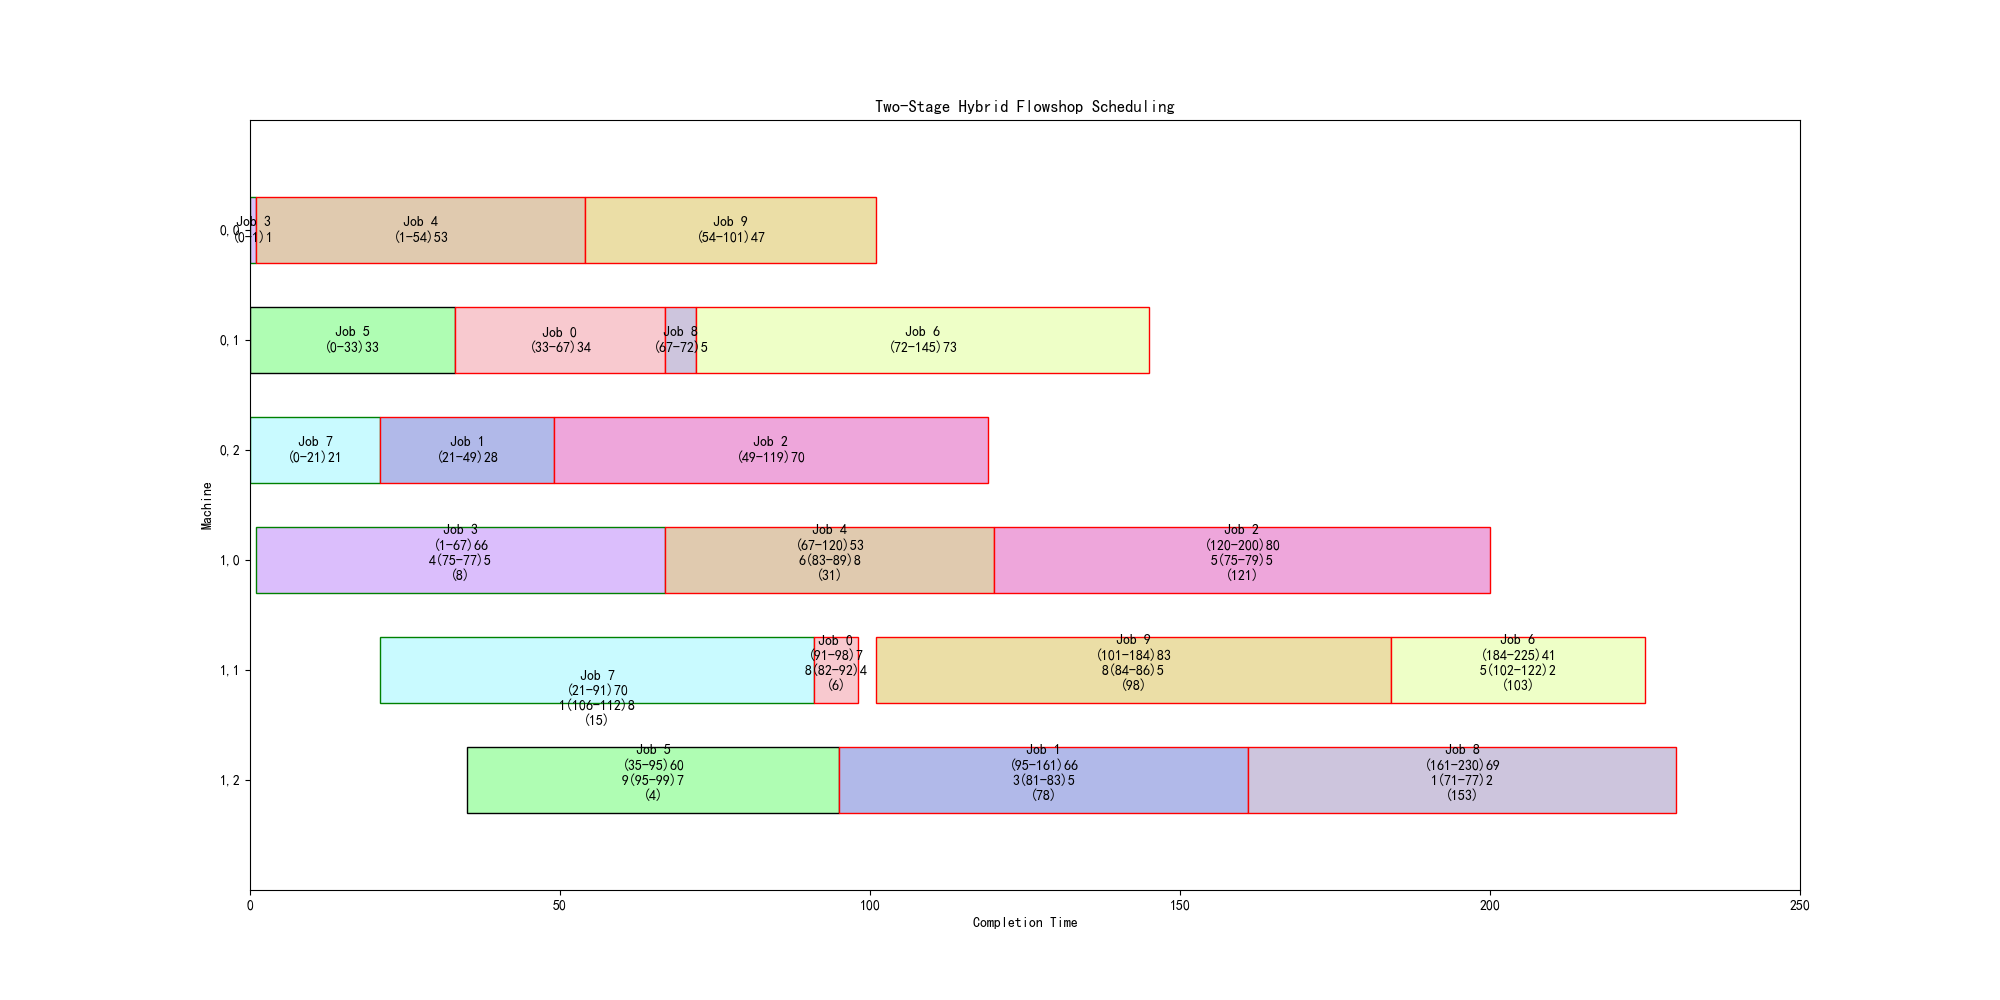 Two-Stage Hybrid Flowshop Scheduling
Machine
0,0
Job 3
(0-1)1
Job 4
(1-54)53
Job 9
(54-101)47
0,1
Job 5
(0-33)33
Job 0
(33-67)34
Job 8
(67-72)5
Job 6
(72-145)73
0,2
Job 7
(0-21)21
Job 1
(21-49)28
Job 2
(49-119)70
1,0
Job 3
(1-67)66
4(75-77)5
(8)
Job 4
(67-120)53
6(83-89)8
(31)
Job 2
(120-200)80
5(75-79)5
(121)
1,1
Job 7
(21-91)70
1(106-112)8
(15)
Job 0
(91-98)7
8(82-92)4
(6)
Job 9
(101-184)83
8(84-86)5
(98)
Job 6
(184-225)41
5(102-122)2
(103)
1,2
Job 5
(35-95)60
9(95-99)7
(4)
Job 1
(95-161)66
3(81-83)5
(78)
Job 8
(161-230)69
1(71-77)2
(153)
0 50 100 150 200 250
Completion Time